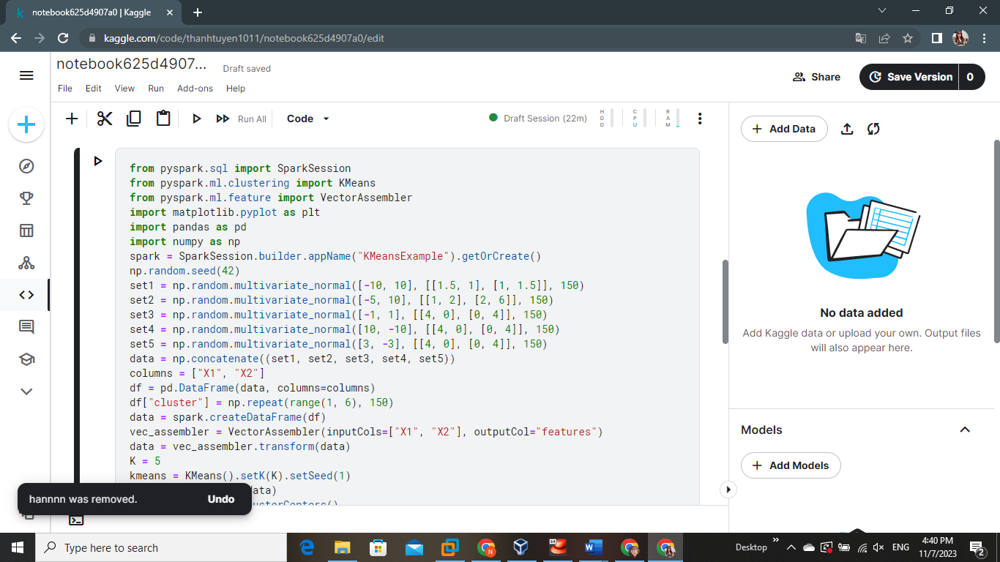 notebook625d4907a0 | Kaggle
kaggle.com/code/thanhtuyen1011/notebook625d4907a0/edit
notebook625d4907... Draft saved
Share
Save Version 0
File Edit View Run Add-ons Help
Run All Code Draft Session (22m) HDD CPU RAM
Add Data
from pyspark.sql import SparkSession
from pyspark.ml.clustering import KMeans
from pyspark.ml.feature import VectorAssembler
import matplotlib.pyplot as plt
import pandas as pd
import numpy as np
spark = SparkSession.builder.appName("KMeansExample").getOrCreate()
np.random.seed(42)
set1 = np.random.multivariate_normal([-10, 10], [[1.5, 1], [1, 1.5]], 150)
set2 = np.random.multivariate_normal([-5, 10], [[1, 2], [2, 6]], 150)
set3 = np.random.multivariate_normal([-1, 1], [[4, 0], [0, 4]], 150)
set4 = np.random.multivariate_normal([10, -10], [[4, 0], [0, 4]], 150)
set5 = np.random.multivariate_normal([3, -3], [[4, 0], [0, 4]], 150)
data = np.concatenate((set1, set2, set3, set4, set5))
columns = ["X1", "X2"]
df = pd.DataFrame(data, columns=columns)
df["cluster"] = np.repeat(range(1, 6), 150)
data = spark.createDataFrame(df)
vec_assembler = VectorAssembler(inputCols=["X1", "X2"], outputCol="features")
data = vec_assembler.transform(data)
K = 5
kmeans = KMeans().setK(K).setSeed(1)
data)
usterCenters()
No data added
Add Kaggle data or upload your own. Output files
will also appear here.
Models
Add Models
hannnn was removed. Undo
Type here to search
Desktop
ENG
4:40 PM
11/7/2023
2